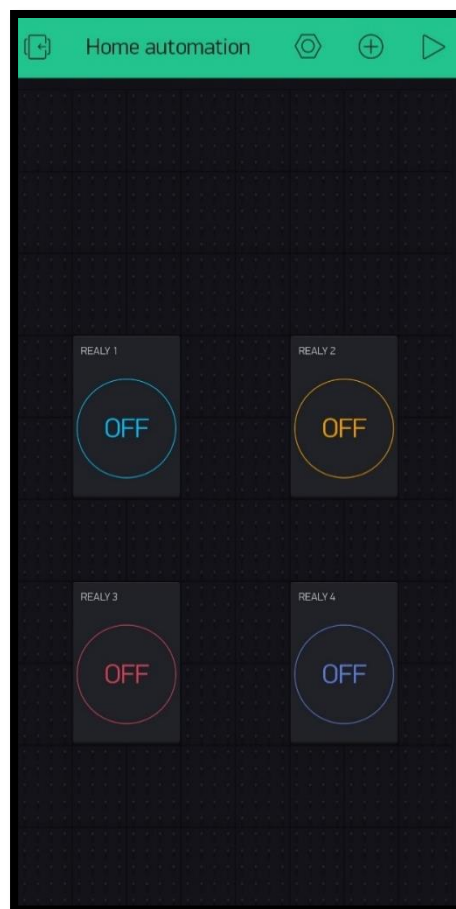 Home automation
REALY 1
REALY 2
OFF
OFF
REALY 3
REALY 4
OFF
OFF